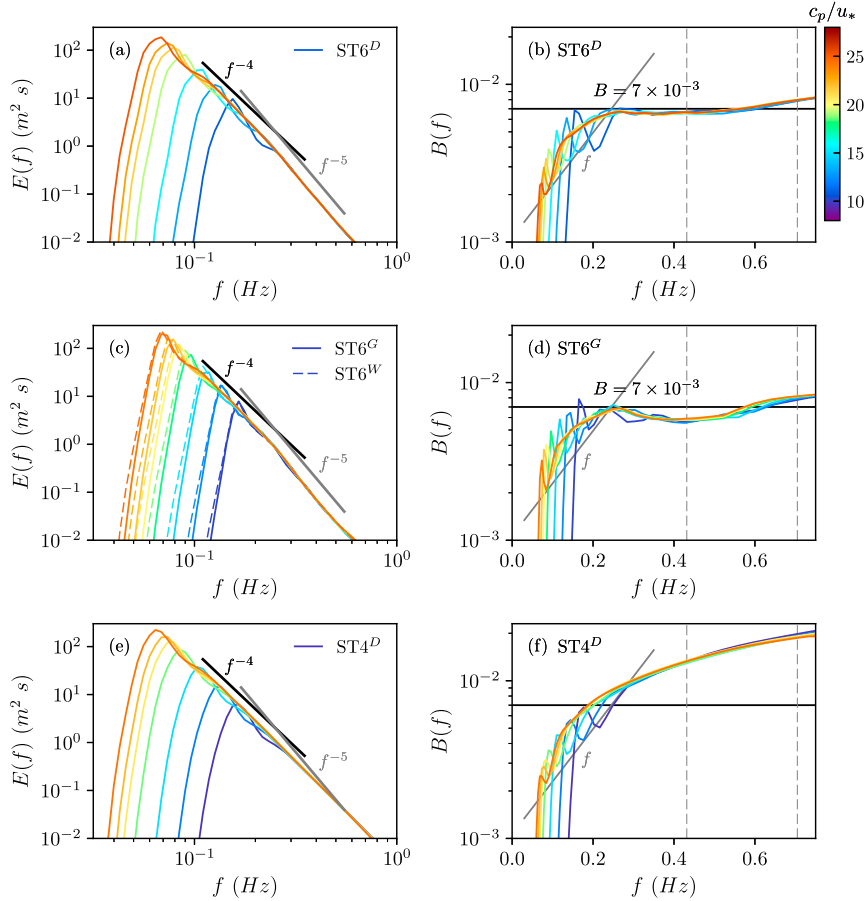 c_p/u_*
(a)
ST6^D
f^{-4}
f^{-5}
10^2
10^1
10^0
10^{-1}
10^{-2}
E(f) (m^2 s)
10^{-1}
10^0
f (Hz)
(b) ST6^D
B = 7 × 10^{-3}
f
10^{-2}
10^{-3}
B(f)
0.0
0.2
0.4
0.6
f (Hz)
25
20
15
10
(c)
ST6^G
ST6^W
f^{-4}
f^{-5}
10^2
10^1
10^0
10^{-1}
10^{-2}
E(f) (m^2 s)
10^{-1}
10^0
f (Hz)
(d) ST6^G
B = 7 × 10^{-3}
f
10^{-2}
10^{-3}
B(f)
0.0
0.2
0.4
0.6
f (Hz)
(e)
ST4^D
f^{-4}
f^{-5}
10^2
10^1
10^0
10^{-1}
10^{-2}
E(f) (m^2 s)
10^{-1}
10^0
f (Hz)
(f) ST4^D
f
10^{-2}
10^{-3}
B(f)
0.0
0.2
0.4
0.6
f (Hz)